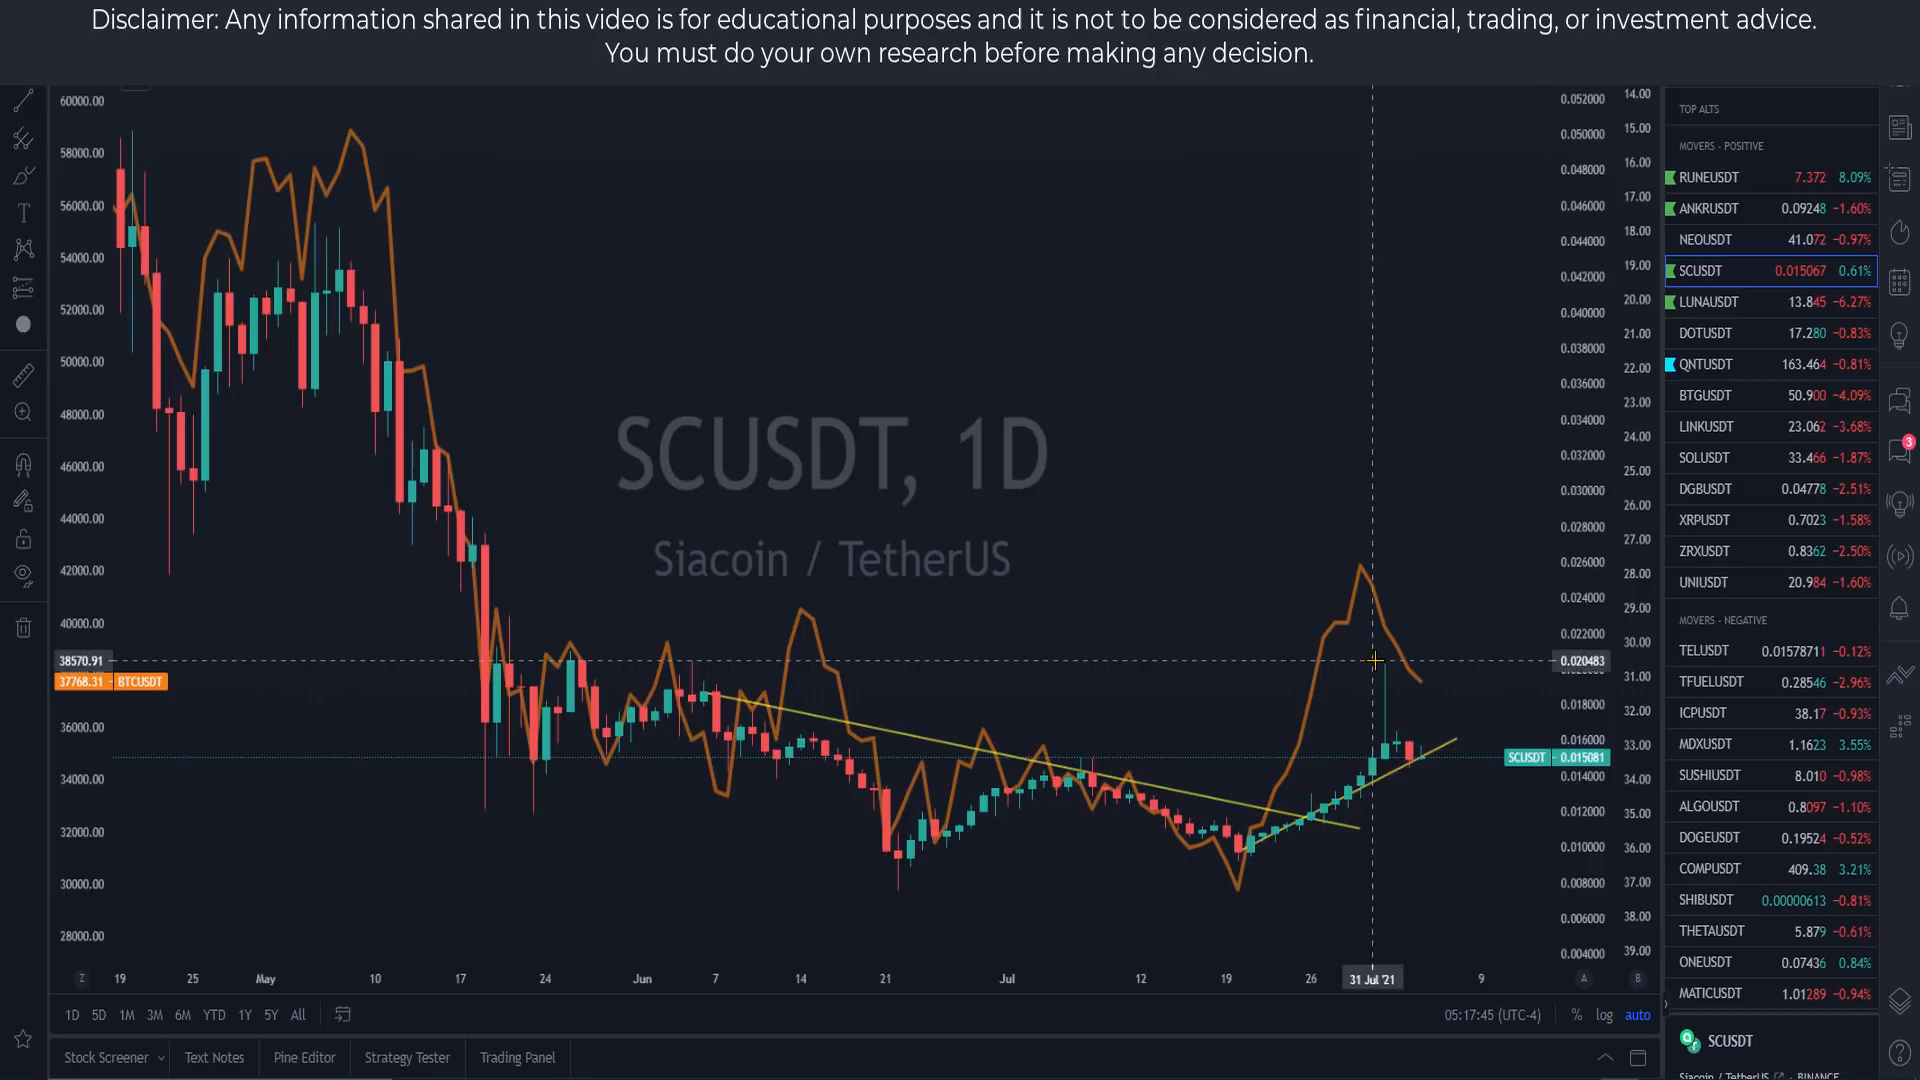 Disclaimer: Any information shared in this video is for educational purposes and it is not to be considered as financial, trading, or investment advice.
You must do your own research before making any decision.
60000.00
58000.00
56000.00
54000.00
52000.00
50000.00
48000.00
46000.00
44000.00
42000.00
40000.00
38570.91
37768.31 BTCUSDT
36000.00
34000.00
32000.00
30000.00
28000.00
SCUSDT, 1D
Siacoin / TetherUS
0.052000
0.050000
0.048000
0.046000
0.044000
0.042000
0.040000
0.038000
0.036000
0.034000
0.032000
0.030000
0.028000
0.026000
0.024000
0.022000
0.020483
0.018000
0.016000
SCUSDT 0.015081
0.014000
0.012000
0.010000
0.008000
0.006000
0.004000
14.00
15.00
16.00
17.00
18.00
19.00
20.00
21.00
22.00
23.00
24.00
25.00
26.00
27.00
28.00
29.00
30.00
31.00
32.00
33.00
34.00
35.00
36.00
37.00
38.00
39.00
Z 19 25 May 10 17 24 Jun 7 14 21 Jul 12 19 26 31 Jul '21 9 A B
1D 5D 1M 3M 6M YTD 1Y 5Y All 05:17:45 (UTC-4) % log auto
Stock Screener Text Notes Pine Editor Strategy Tester Trading Panel
TOP ALTS
MOVERS - POSITIVE
RUNEUSDT 7.372 8.09%
ANKRUSDT 0.09248 −1.60%
NEOUSDT 41.072 −0.97%
SCUSDT 0.015067 0.61%
LUNAUSDT 13.845 −6.27%
DOTUSDT 17.280 −0.83%
QNTUSDT 163.464 −0.81%
BTGUSDT 50.900 −4.09%
LINKUSDT 23.062 −3.68%
SOLUSDT 33.466 −1.87%
DGBUSDT 0.04778 −2.51%
XRPUSDT 0.7023 −1.58%
ZRXUSDT 0.8362 −2.50%
UNIUSDT 20.984 −1.60%
MOVERS - NEGATIVE
TELUSDT 0.0157871 −0.12%
TFUELUSDT 0.28546 −2.96%
ICPUSDT 38.17 −0.93%
MDXUSDT 1.1623 3.55%
SUSHIUSDT 8.010 −0.98%
ALGOUSDT 0.8097 −1.10%
DOGEUSDT 0.19524 −0.52%
COMPUSDT 409.38 3.21%
SHIBUSDT 0.00000613 −0.81%
THETAUSDT 5.879 −0.61%
ONEUSDT 0.07436 0.84%
MATICUSDT 1.01289 −0.94%
SCUSDT
Siacoin / TetherUS BINANCE
3